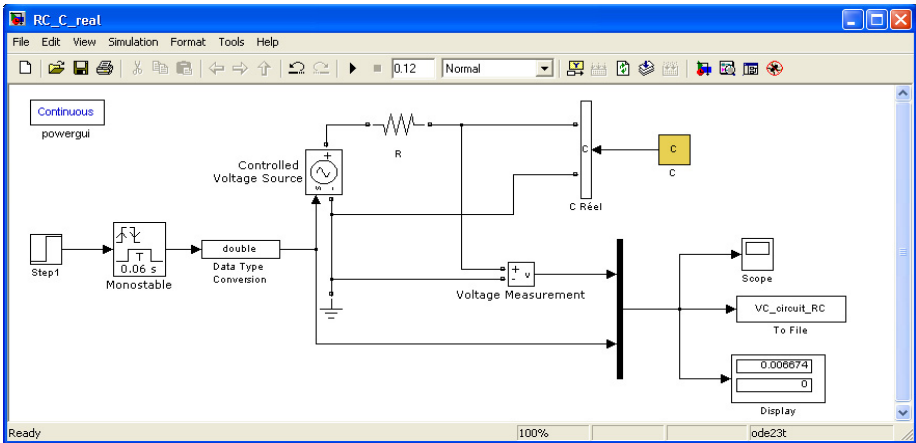 RC_C_real
File Edit View Simulation Format Tools Help
0.12 Normal
Continuous
powergui
R
C
C
C
C Réel
Controlled
Voltage Source
+
s -
Step1
T
0.06 s
Monostable
double
Data Type
Conversion
+
-
v
Voltage Measurement
Scope
VC_circuit_RC
To File
0.006674
0
Display
Ready 100% ode23t